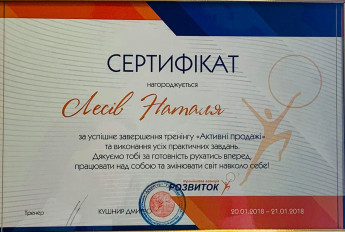 СЕРТИФІКАТ
нагороджується
Лесів Наталя
за успішне завершення тренінгу «Активні продажі»
та виконання усіх практичних завдань.
Дякуємо тобі за готовність рухатись вперед,
працювати над собою та змінювати світ навколо себе!
РОЗВИТОК
Тренер
КУШНИР
20.01.2018 - 21.01.2018